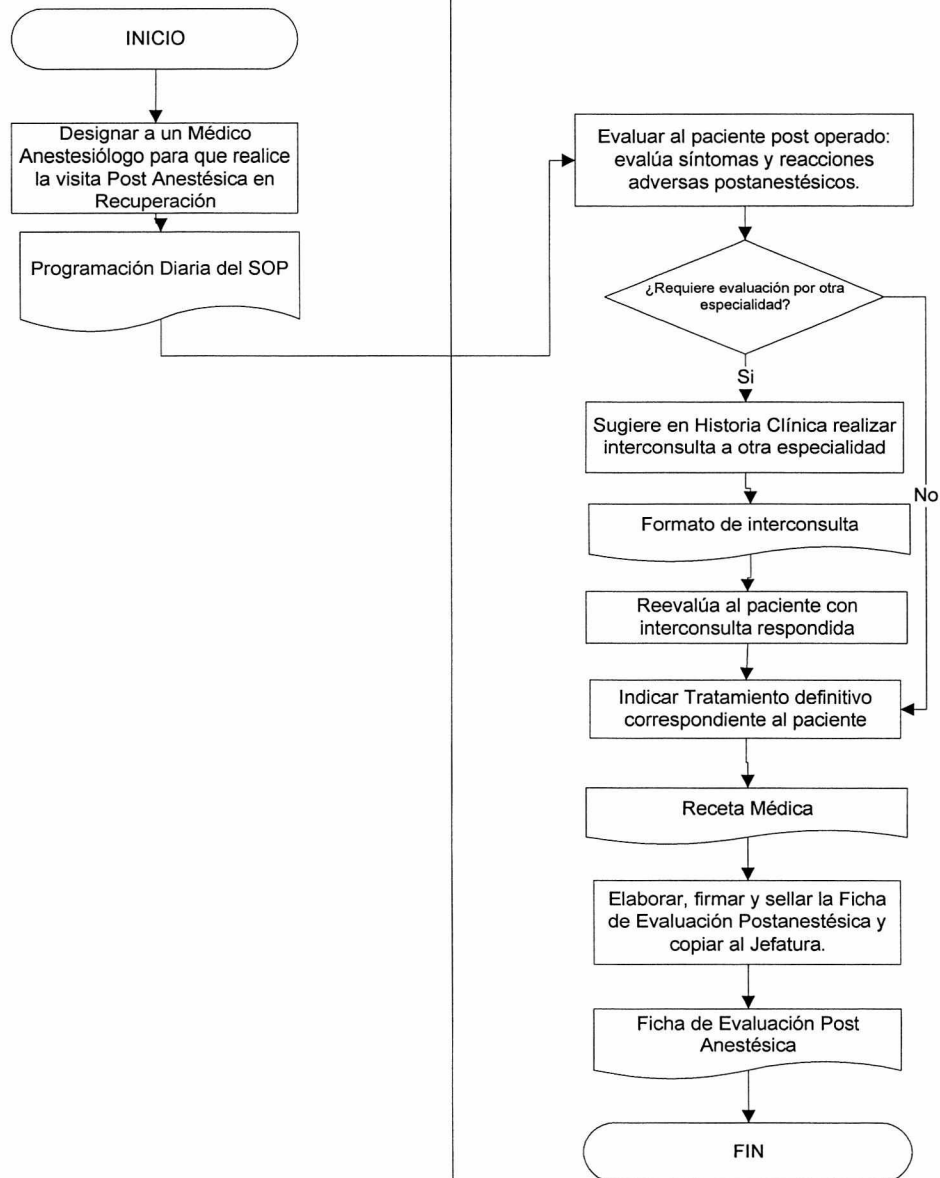 INICIO
Designar a un Médico
Anestesiólogo para que realice
la visita Post Anestésica en
Recuperación
Programación Diaria del SOP
Evaluar al paciente post operado:
evalúa síntomas y reacciones
adversas postanestésicos.
¿Requiere evaluación por otra
especialidad?
Si
No
Sugiere en Historia Clínica realizar
interconsulta a otra especialidad
Formato de interconsulta
Reevalúa al paciente con
interconsulta respondida
Indicar Tratamiento definitivo
correspondiente al paciente
Receta Médica
Elaborar, firmar y sellar la Ficha
de Evaluación Postanestésica y
copiar al Jefatura.
Ficha de Evaluación Post
Anestésica
FIN